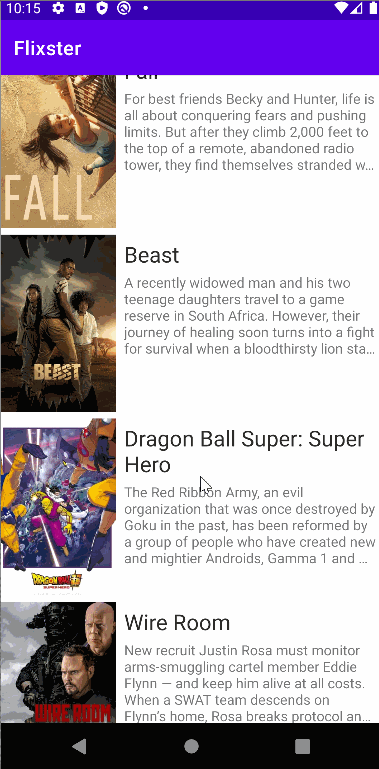 10:15
Flixster
Fall
For best friends Becky and Hunter, life is
all about conquering fears and pushing
limits. But after they climb 2,000 feet to
the top of a remote, abandoned radio
tower, they find themselves stranded w...
FALL
Beast
A recently widowed man and his two
teenage daughters travel to a game
reserve in South Africa. However, their
journey of healing soon turns into a fight
for survival when a bloodthirsty lion sta...
BEAST
Dragon Ball Super: Super
Hero
The Red Ribbon Army, an evil
organization that was once destroyed by
Goku in the past, has been reformed by
a group of people who have created new
and mightier Androids, Gamma 1 and ...
Wire Room
New recruit Justin Rosa must monitor
arms-smuggling cartel member Eddie
Flynn — and keep him alive at all costs.
When a SWAT team descends on
Flynn's home, Rosa breaks protocol an...
WIRE ROOM